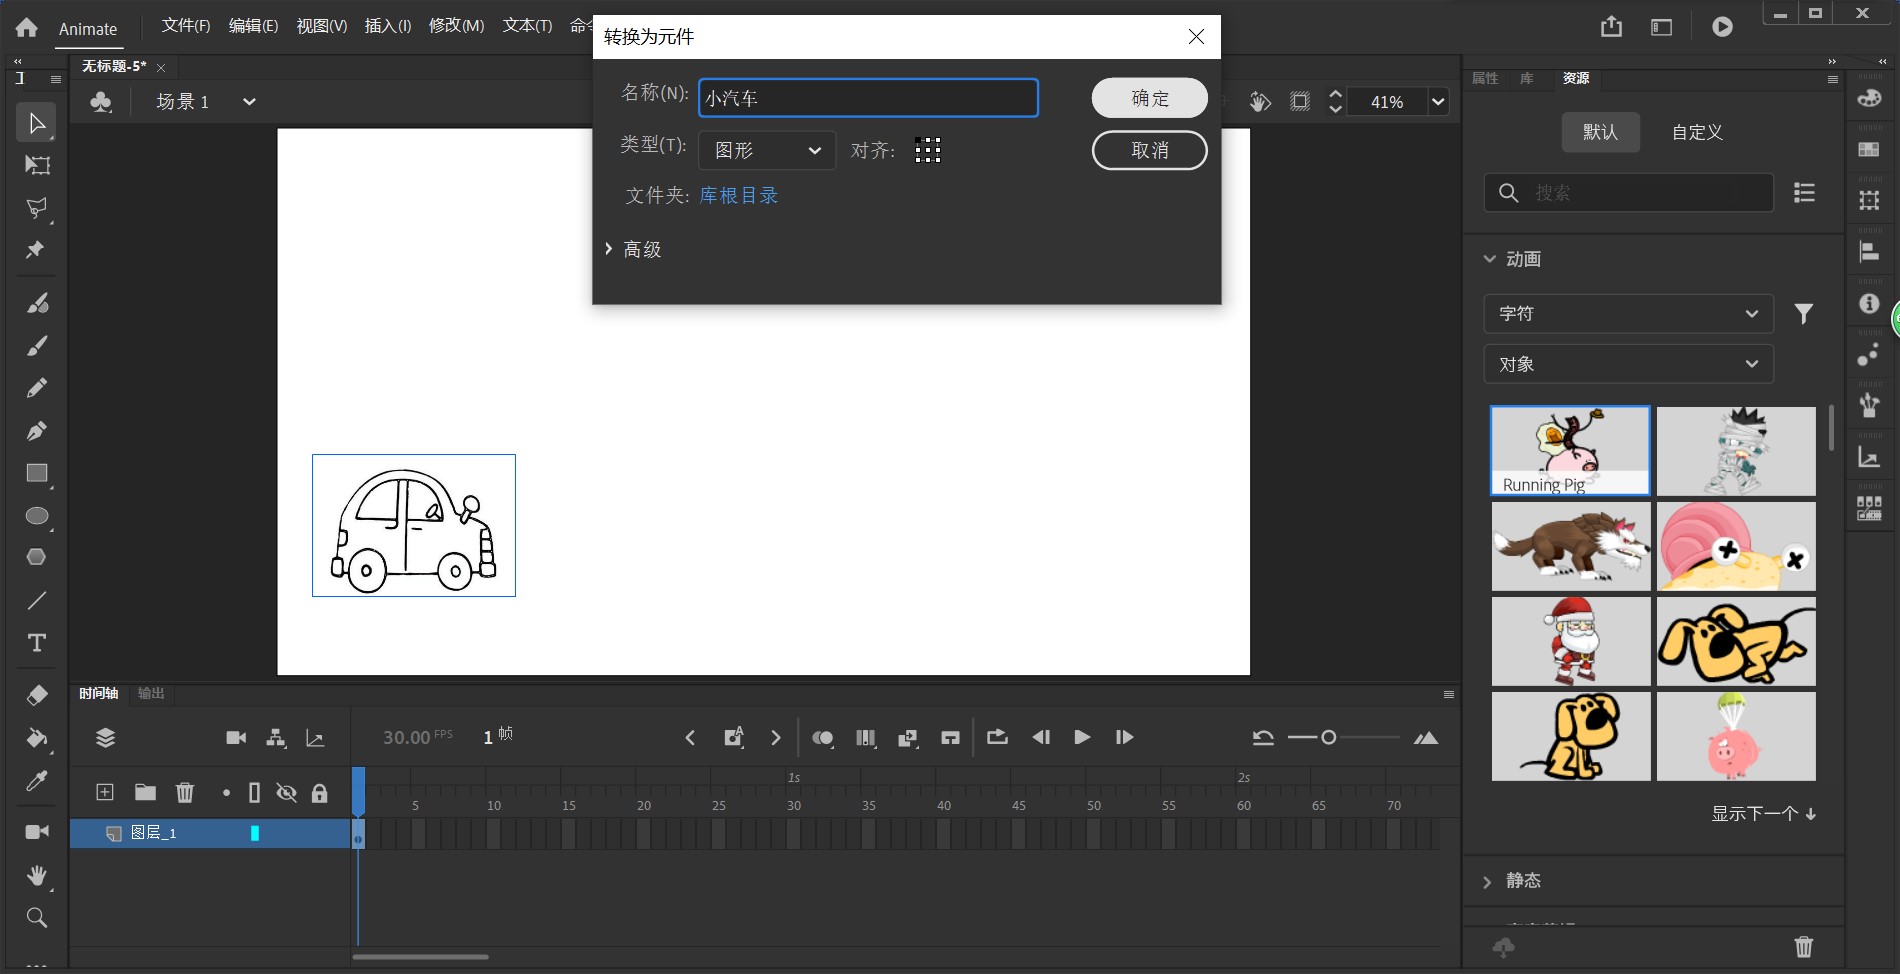 Animate 文件(F) 编辑(E) 视图(V) 插入(I) 修改(M) 文本(T)
转换为元件
无标题-5*
属性 库 资源
场景 1
名称(N): 小汽车 确定
41%
默认 自定义
类型(T): 图形 对齐: 取消
文件夹: 库根目录
搜索
高级
动画
字符
对象
Running Pig
时间轴 输出
30.00 FPS 1 帧
1s 2s
5 10 15 20 25 30 35 40 45 50 55 60 65 70
图层_1
显示下一个
静态